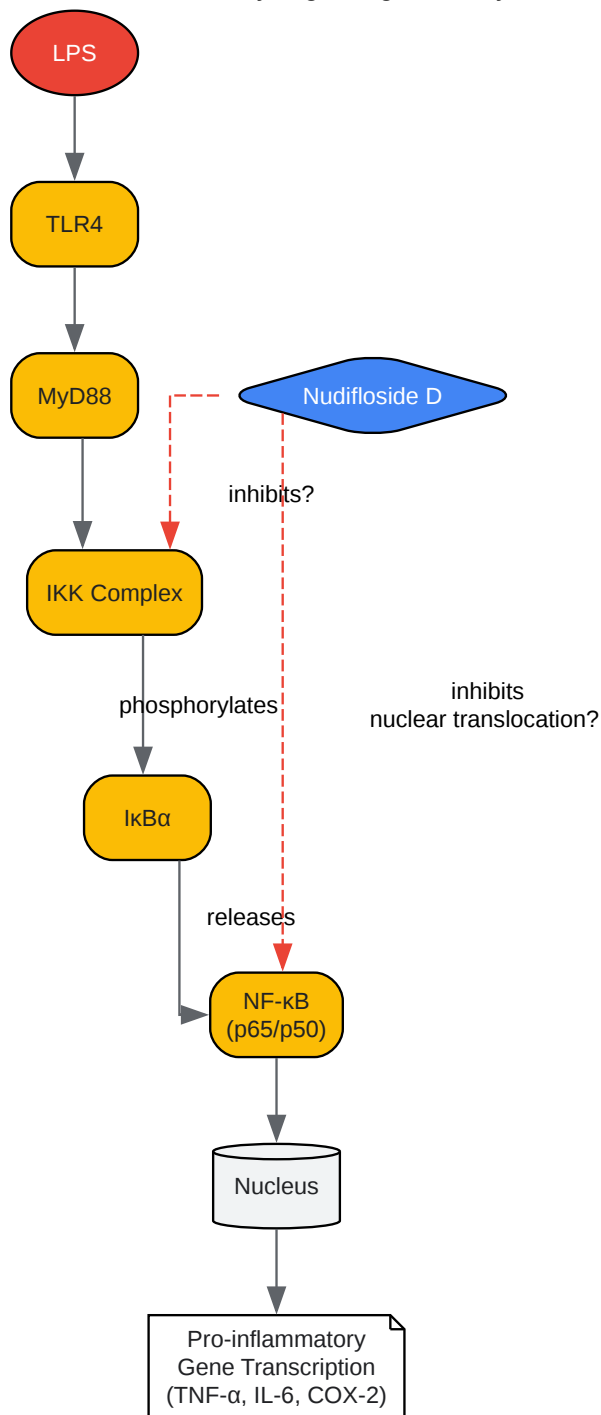 LPS
TLR4
MyD88
Nudifloside D
inhibits?
IKK Complex
phosphorylates
inhibits
nuclear translocation?
IκBα
releases
NF-κB
(p65/p50)
Nucleus
Pro-inflammatory
Gene Transcription
(TNF-α, IL-6, COX-2)